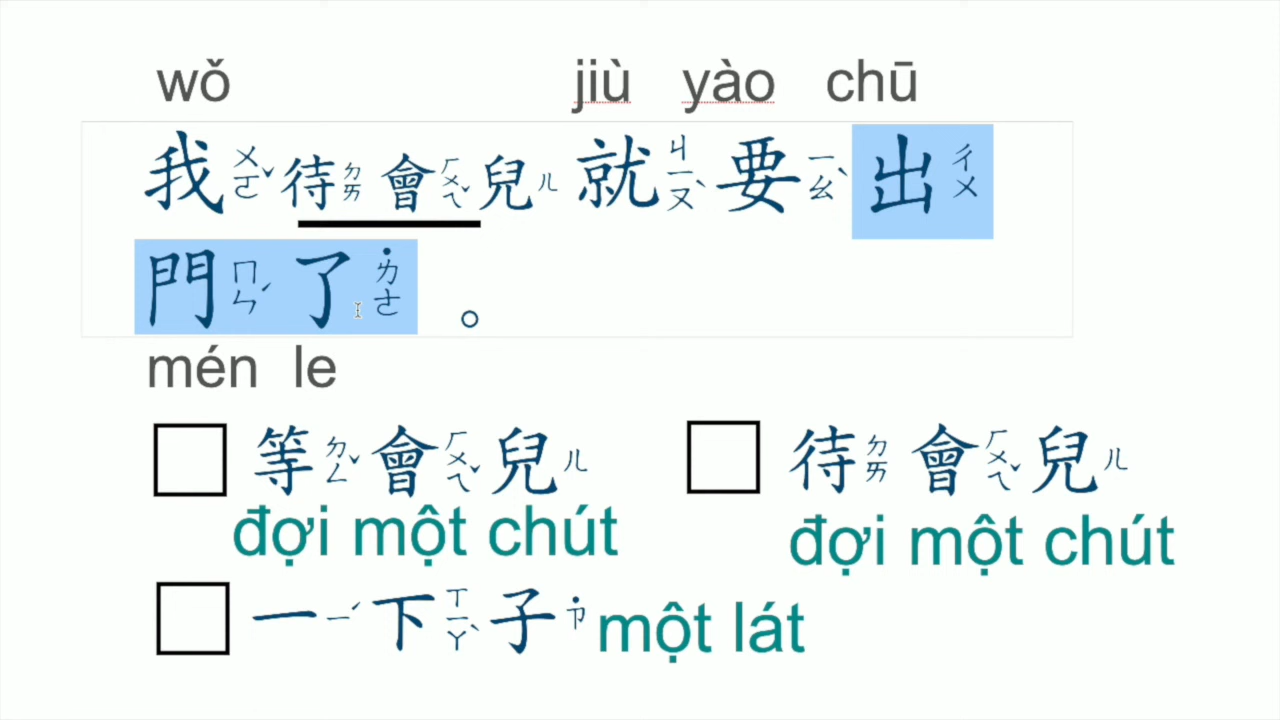 wǒ jiù yào chū
我ㄨㄛˇ待ㄉㄞ會ㄏㄨㄟˇ兒ㄦ就ㄐㄧㄡˋ要ㄧㄠˋ出ㄔㄨ
門ㄇㄣˊ了˙ㄌㄜ。
mén le
等ㄉㄥˇ會ㄏㄨㄟˇ兒ㄦ 待ㄉㄞ會ㄏㄨㄟˇ兒ㄦ
đợi một chút đợi một chút
一ㄧˊ下ㄒㄧㄚˋ子˙ㄗ một lát